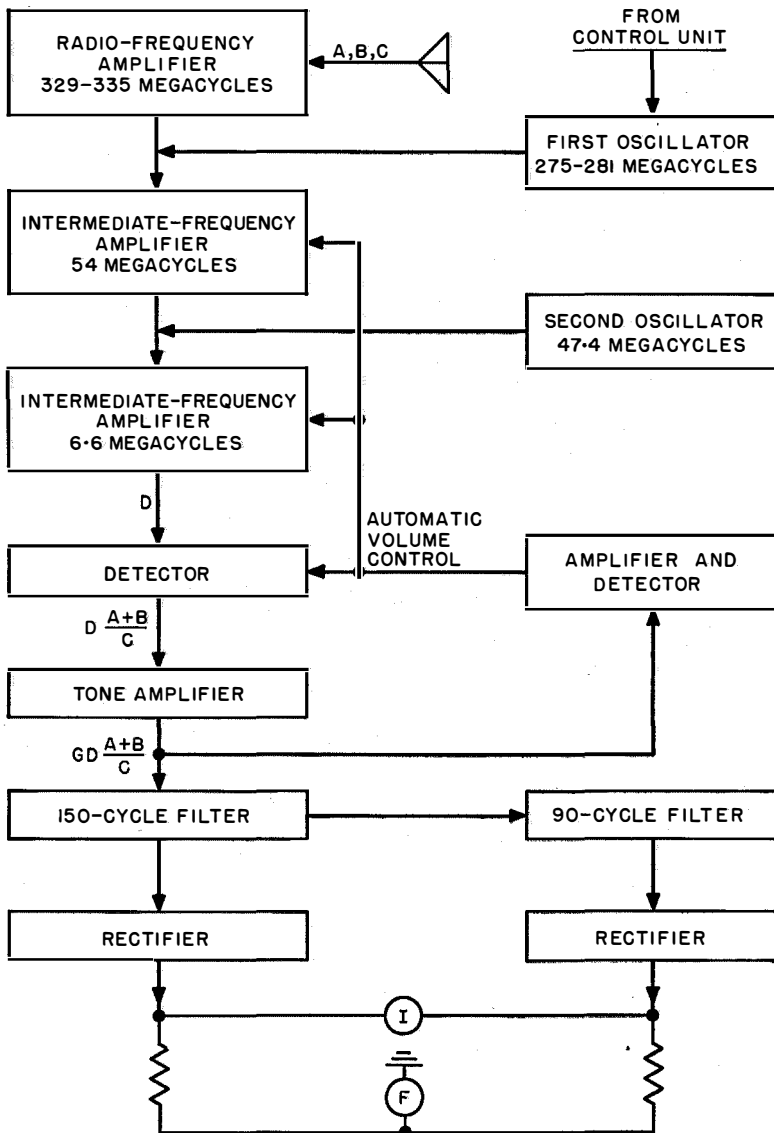 RADIO-FREQUENCY
AMPLIFIER
329-335 MEGACYCLES
A,B,C
FROM
CONTROL UNIT
FIRST OSCILLATOR
275-281 MEGACYCLES
INTERMEDIATE-FREQUENCY
AMPLIFIER
54 MEGACYCLES
SECOND OSCILLATOR
47·4 MEGACYCLES
INTERMEDIATE-FREQUENCY
AMPLIFIER
6·6 MEGACYCLES
D
AUTOMATIC
VOLUME
CONTROL
DETECTOR
AMPLIFIER AND
DETECTOR
D A+B
C
TONE AMPLIFIER
GD A+B
C
150-CYCLE FILTER
90-CYCLE FILTER
RECTIFIER
RECTIFIER
I
F